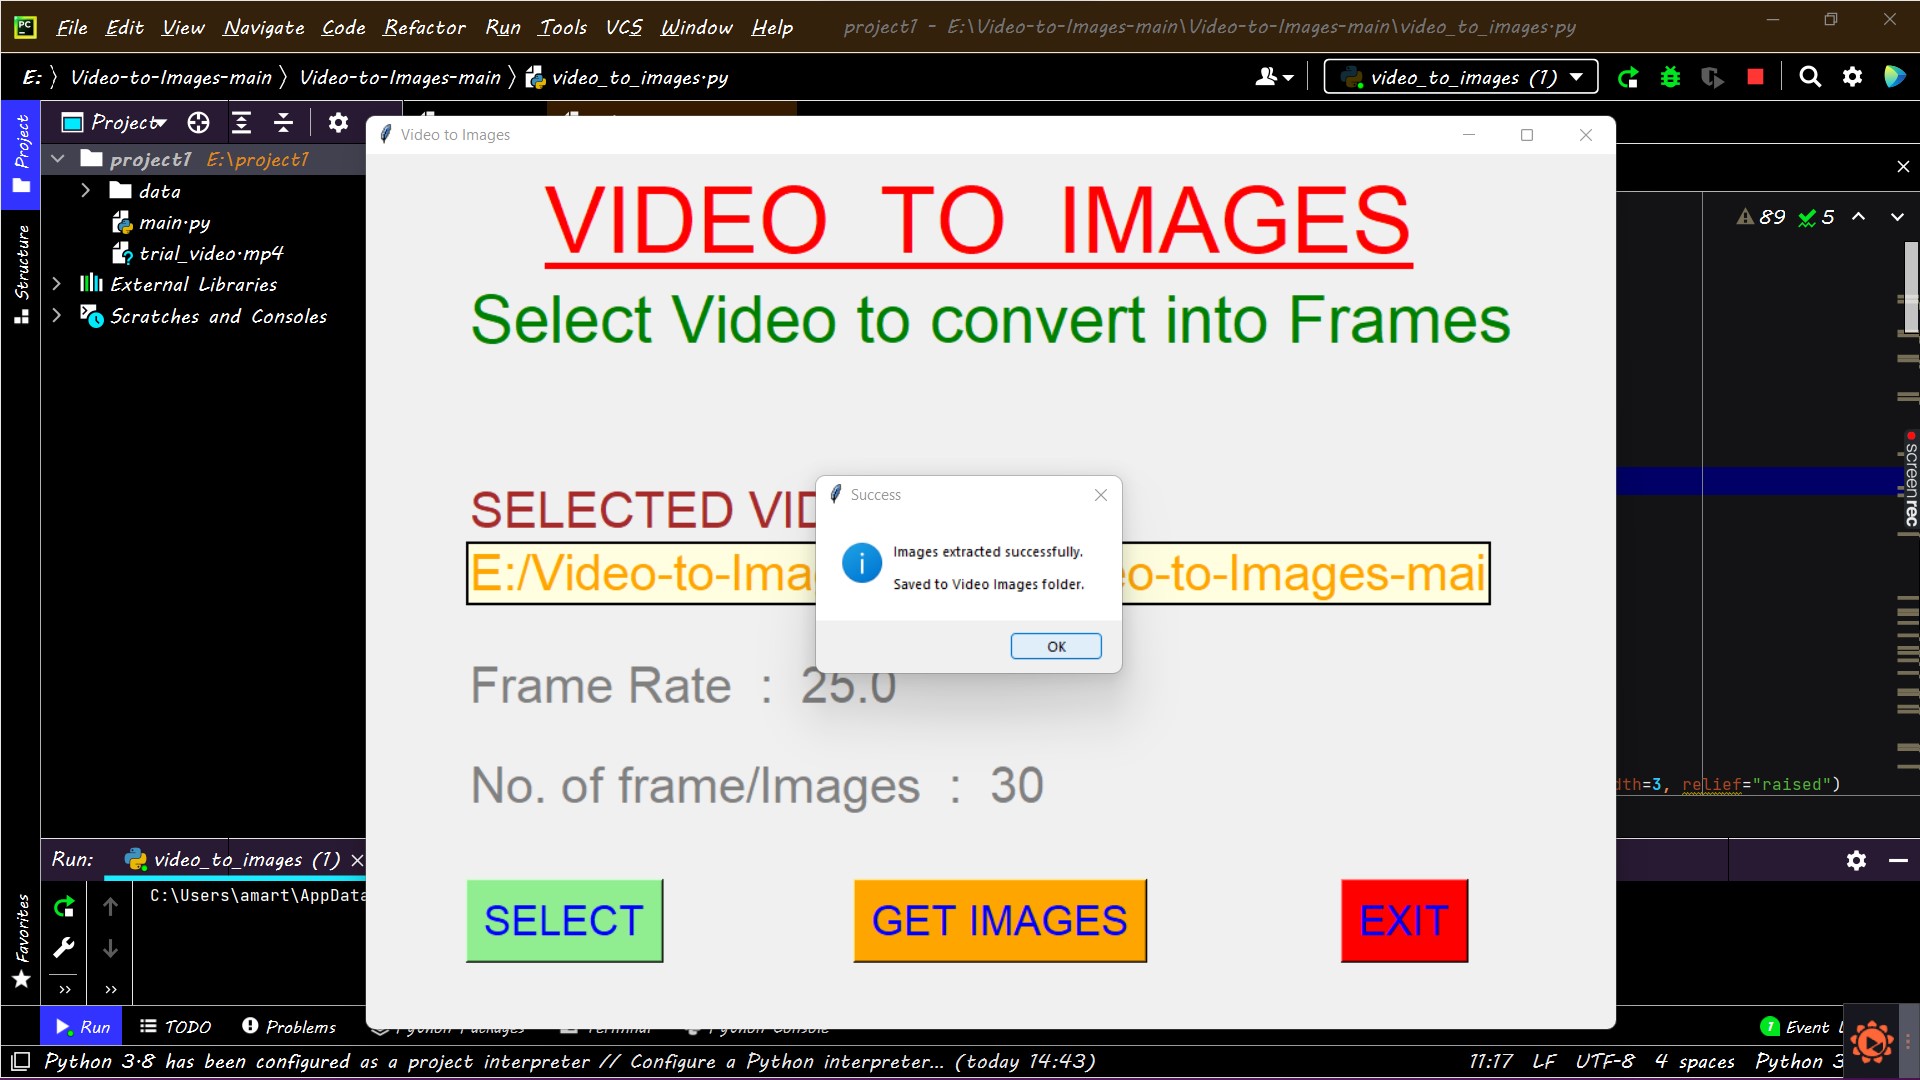 PC File Edit View Navigate Code Refactor Run Tools VCS Window Help project1 - E:\Video-to-Images-main\Video-to-Images-main\video_to_images.py
E: Video-to-Images-main Video-to-Images-main video_to_images.py video_to_images (1)
Project
Project
project1 E:\project1
data
main.py
trial_video.mp4
External Libraries
Scratches and Consoles
Structure
Video to Images
VIDEO TO IMAGES
Select Video to convert into Frames
SELECTED VID
E:/Video-to-Ima
o-to-Images-mai
Frame Rate : 25.0
No. of frame/Images : 30
SELECT GET IMAGES EXIT
Success
Images extracted successfully.
Saved to Video Images folder.
OK
89 5
screenrec
dth=3, relief="raised")
Run: video_to_images (1)
C:\Users\amart\AppData
Favorites
Run TODO Problems Python Packages Terminal Python Console Event
Python 3.8 has been configured as a project interpreter // Configure a Python interpreter... (today 14:43) 11:17 LF UTF-8 4 spaces Python 3